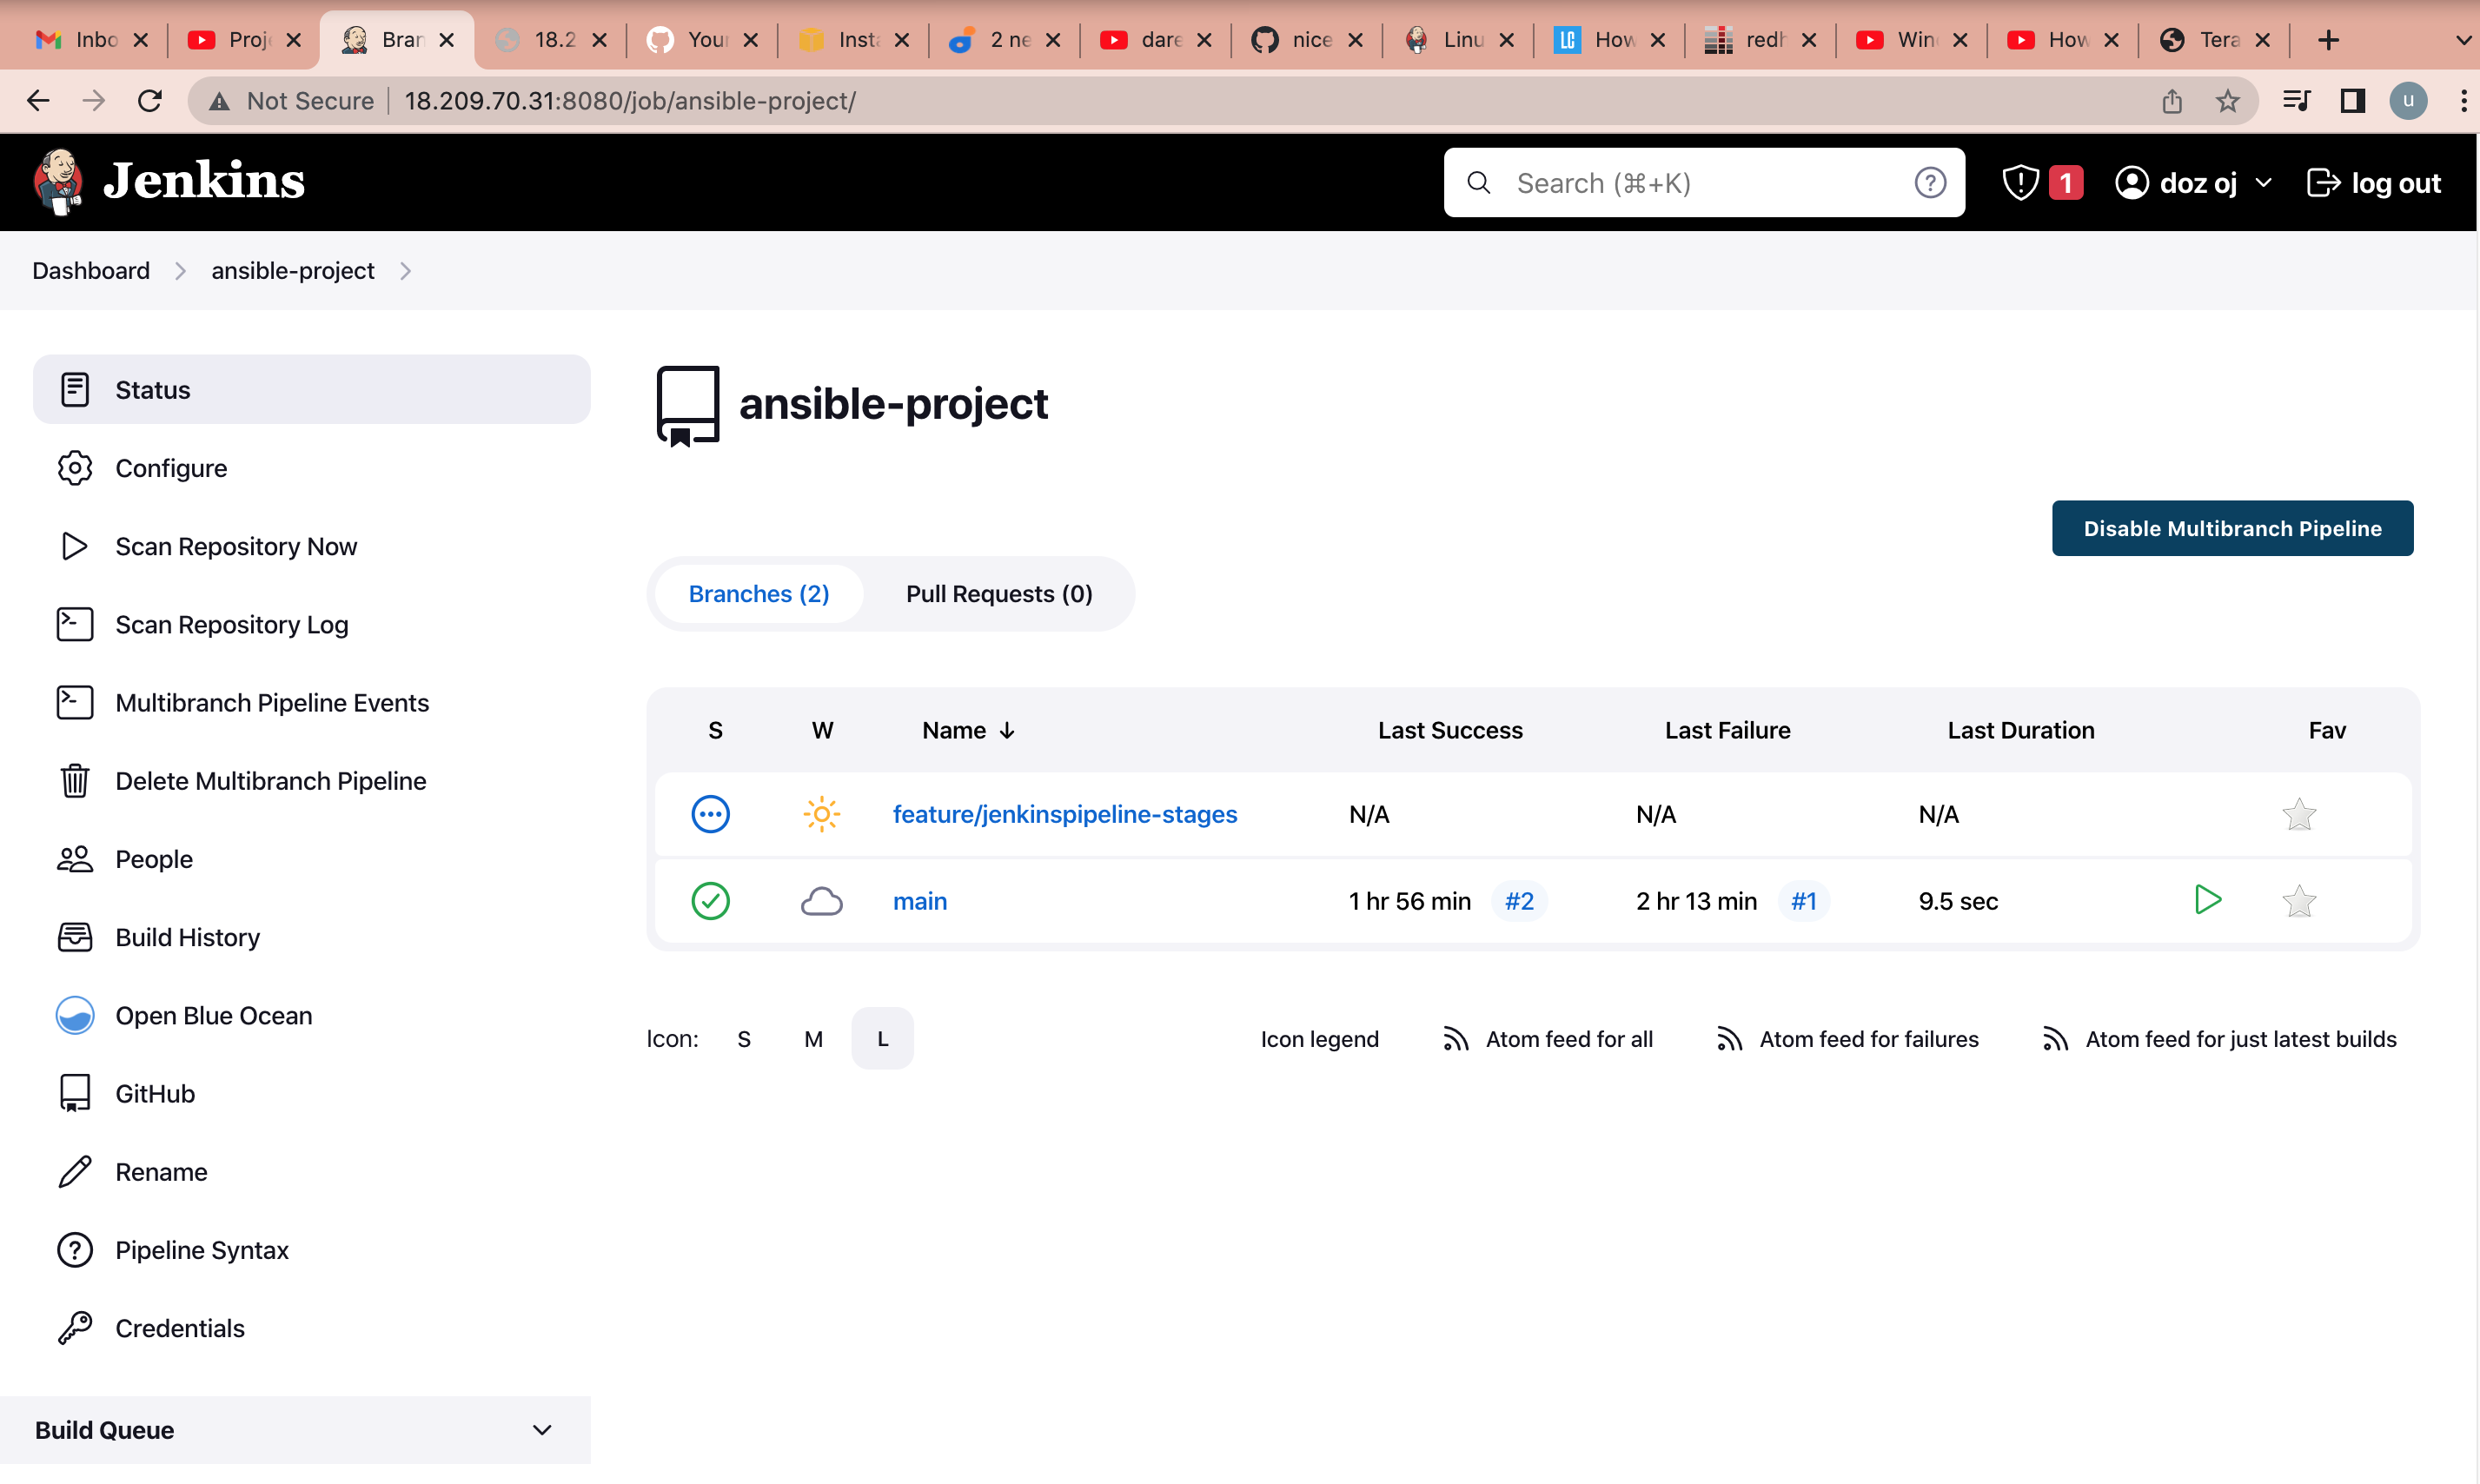 Inbo Proj Bran 18.2 Your Insta 2 ne dare nice Linu How redh Win How Tera
Not Secure 18.209.70.31:8080/job/ansible-project/ u
Jenkins Search (⌘+K) 1 doz oj log out
Dashboard ansible-project
Status
Configure
Scan Repository Now
Scan Repository Log
Multibranch Pipeline Events
Delete Multibranch Pipeline
People
Build History
Open Blue Ocean
GitHub
Rename
Pipeline Syntax
Credentials
Build Queue
ansible-project
Disable Multibranch Pipeline
Branches (2) Pull Requests (0)
S W Name ↓ Last Success Last Failure Last Duration Fav
feature/jenkinspipeline-stages N/A N/A N/A
main 1 hr 56 min #2 2 hr 13 min #1 9.5 sec
Icon: S M L Icon legend Atom feed for all Atom feed for failures Atom feed for just latest builds